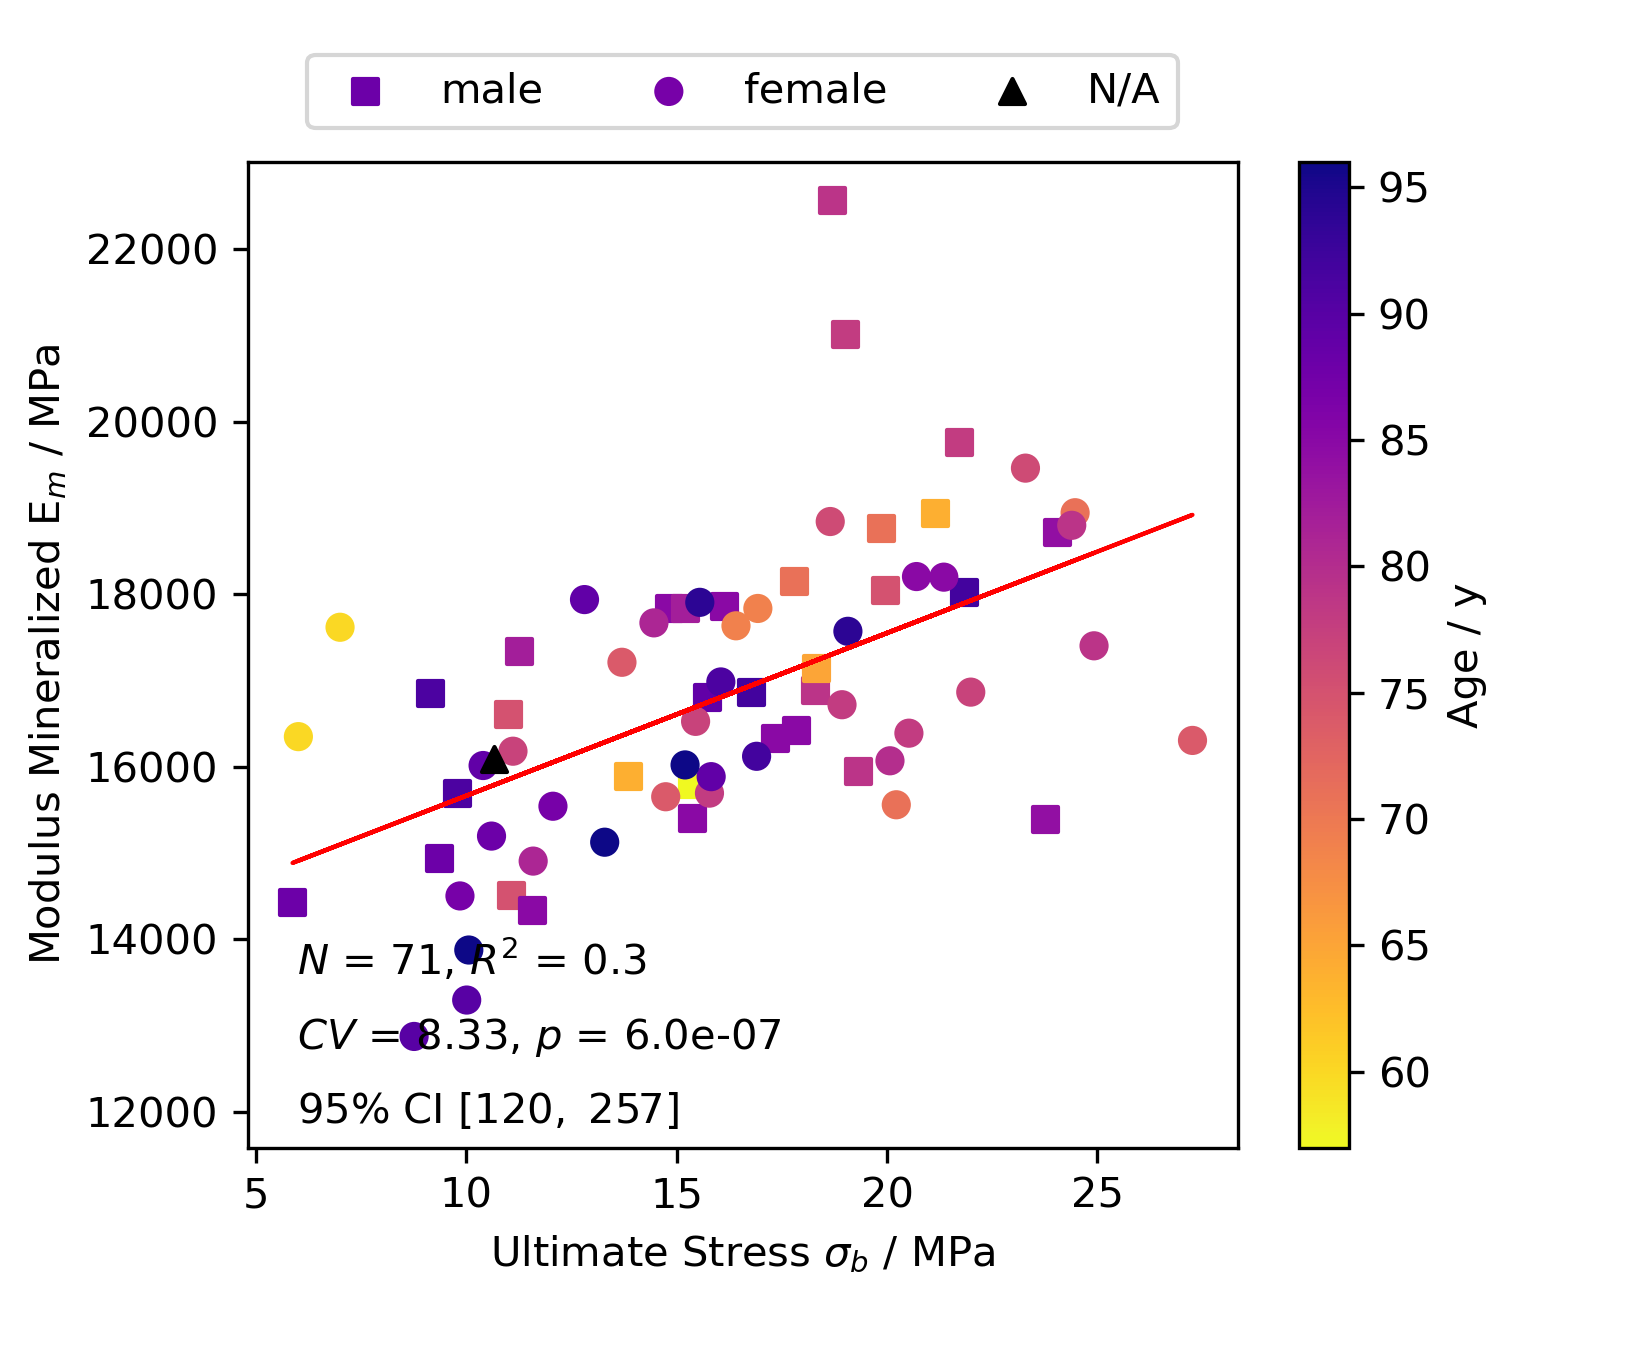 male female N/A
22000
20000
18000
16000
14000
12000
Modulus Mineralized Eₘ / MPa
N = 71, R² = 0.3
CV = 8.33, p = 6.0e-07
95% CI [120, 257]
5 10 15 20 25
Ultimate Stress σ_b / MPa
95
90
85
80
75
70
65
60
Age / y